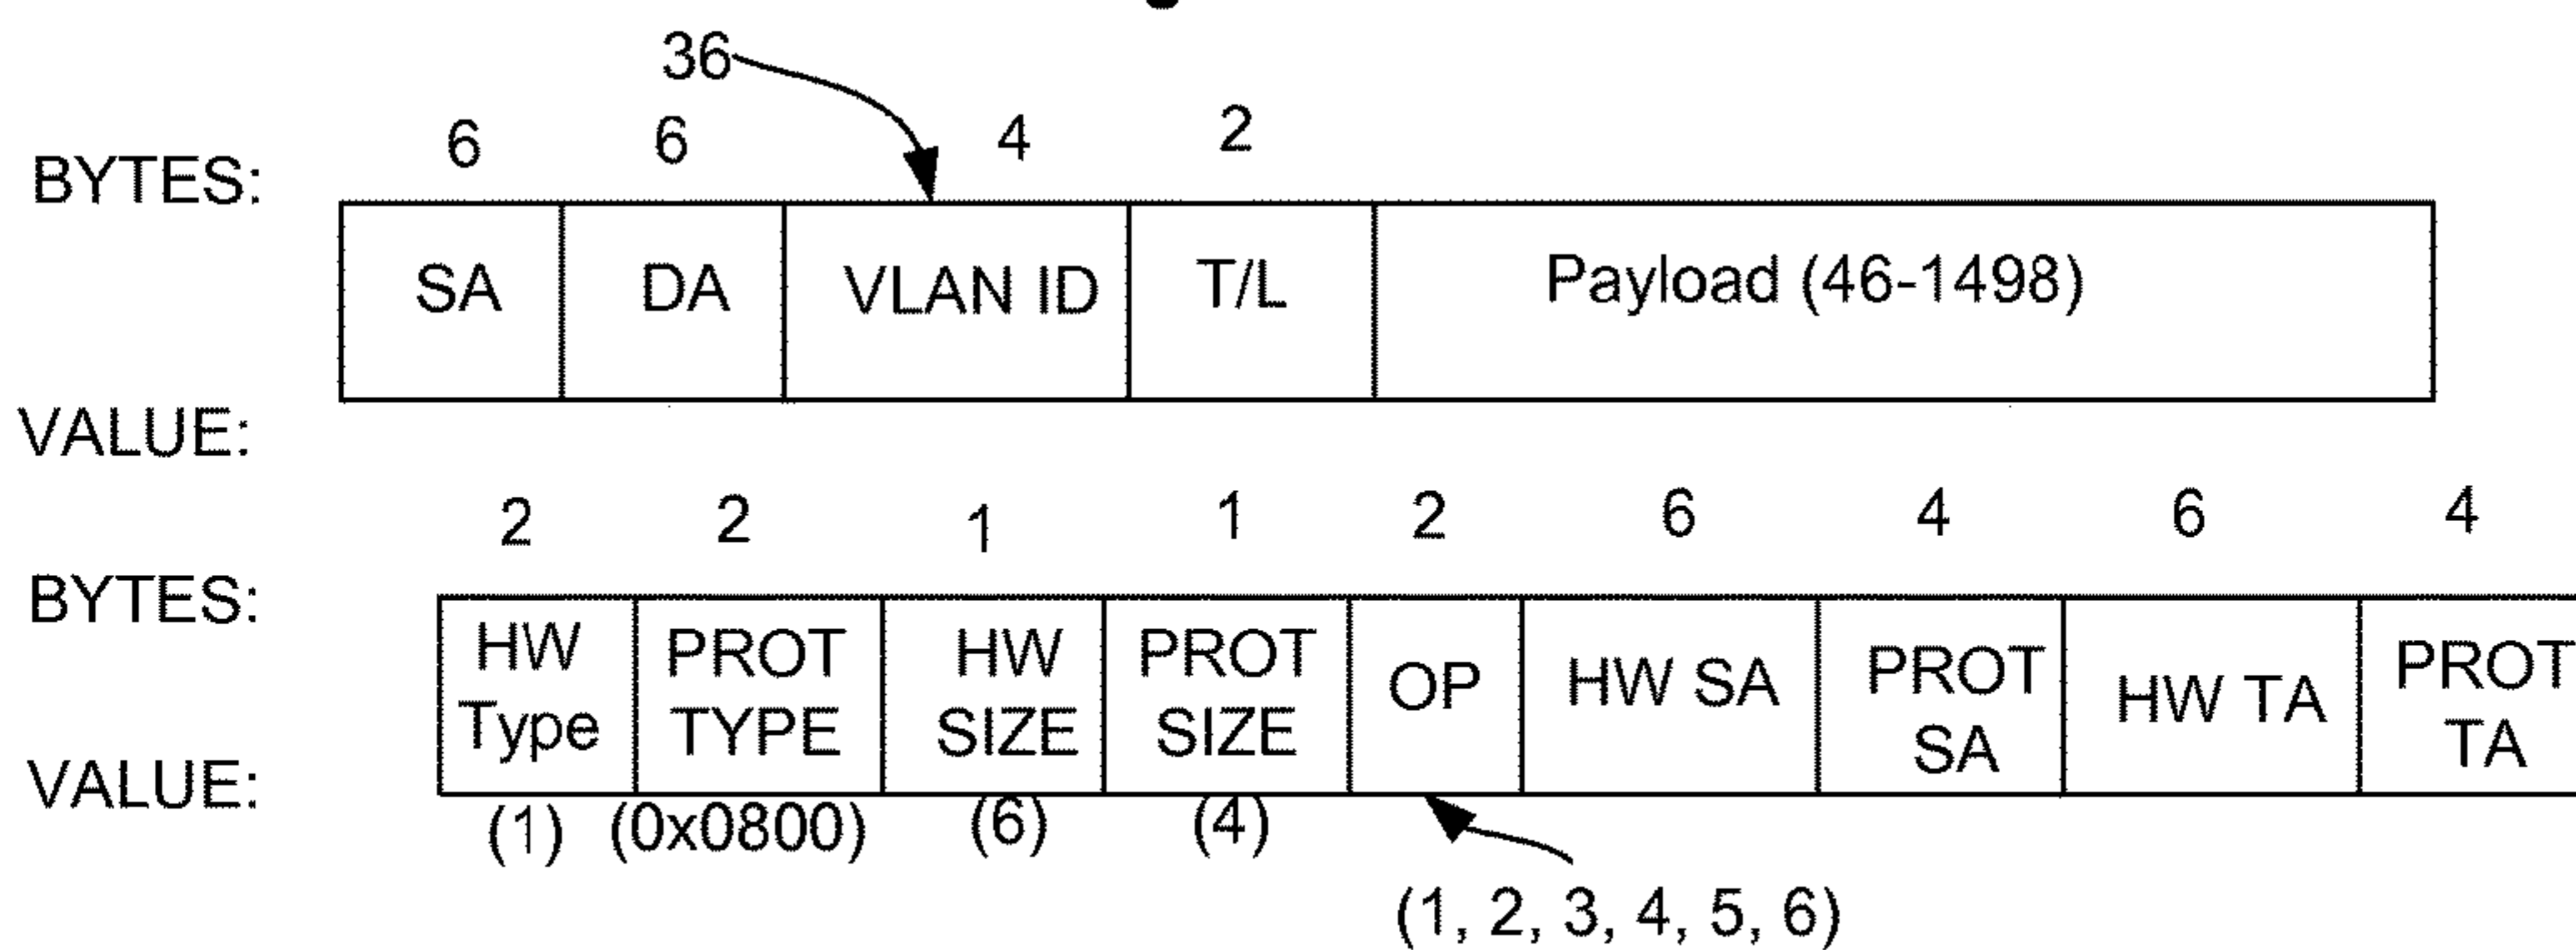 36
BYTES: 6 6 4 2
SA DA VLAN ID T/L Payload (46-1498)
VALUE:
2 2 1 1 2 6 4 6 4
BYTES:
HW Type PROT TYPE HW SIZE PROT SIZE OP HW SA PROT SA HW TA PROT TA
VALUE: (1) (0x0800) (6) (4)
(1, 2, 3, 4, 5, 6)